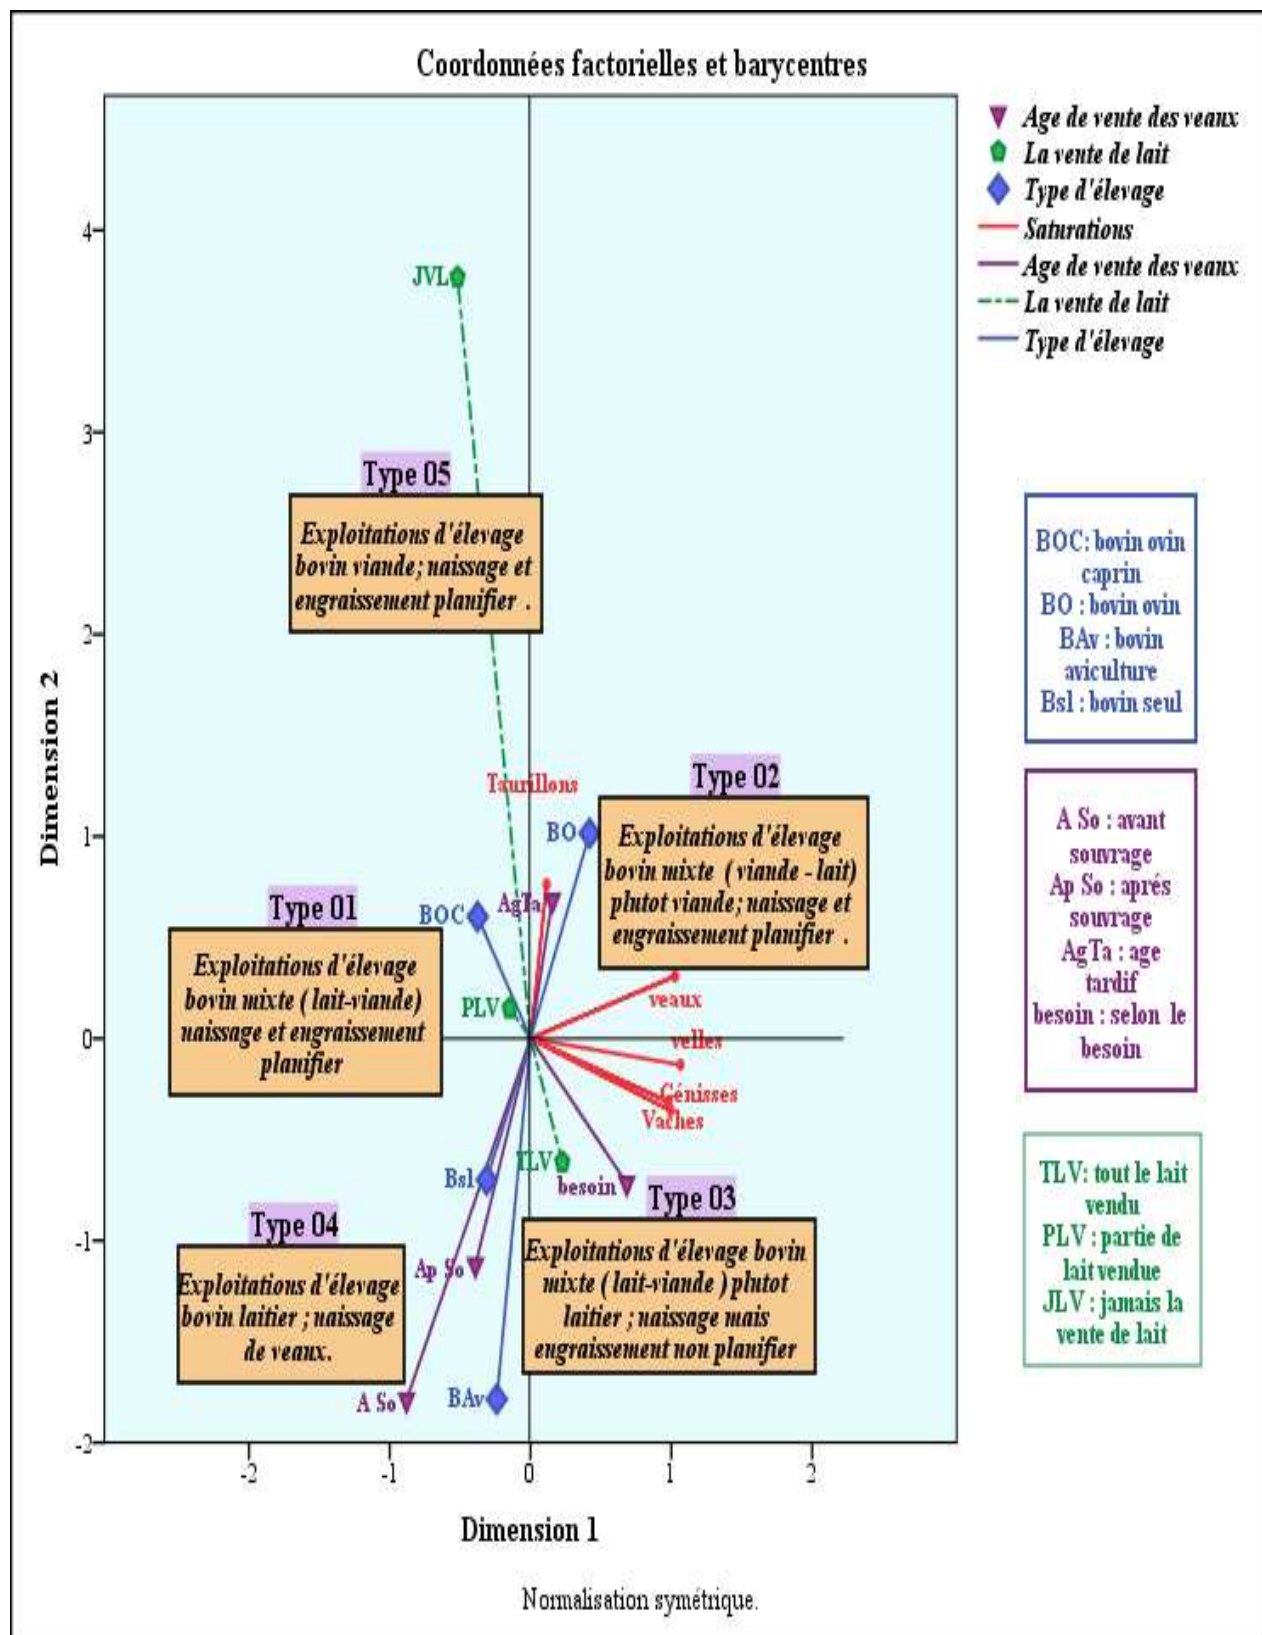 Coordonnées factorielles et barycentres
Age de vente des veaux
La vente de lait
Type d'élevage
Saturations
Age de vente des veaux
La vente de lait
Type d'élevage
4
JVL
3
Type 05
Exploitations d'élevage
bovin viande; naissage et
engraissement planifier .
2
Dimension 2
Taurillons
Type 02
1
BO
Exploitations d'élevage
bovin mixte ( viande - lait)
plutot viande; naissage et
engraissement planifier .
AgTa
BOC
Type 01
Exploitations d'élevage
bovin mixte ( lait-viande)
naissage et engraissement
planifier
PLV
veaux
0
velles
Génisses
Vaches
TLV
Bsl
besoin
Type 03
Exploitations d'élevage bovin
mixte ( lait-viande ) plutot
laitier ; naissage mais
engraissement non planifier
Type 04
-1
Ap So
Exploitations d'élevage
bovin laitier ; naissage
de veaux.
A So
BAv
-2
-2
-1
0
1
2
Dimension 1
Normalisation symétrique.
BOC: bovin ovin
caprin
BO : bovin ovin
BAv : bovin
aviculture
Bsl : bovin seul
A So : avant
souvrage
Ap So : aprés
souvrage
AgTa : age
tardif
besoin : selon le
besoin
TLV: tout le lait
vendu
PLV : partie de
lait vendue
JLV : jamais la
vente de lait